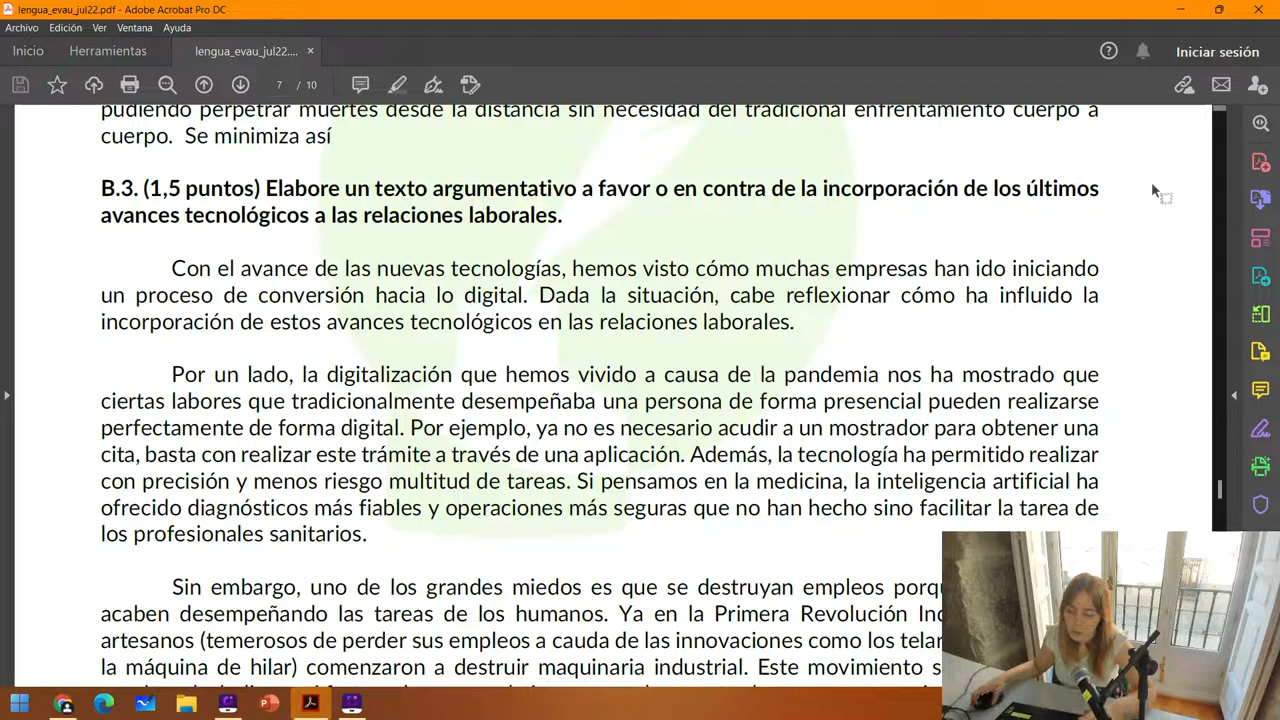 lengua_evau_jul22.pdf - Adobe Acrobat Pro DC
Archivo Edición Ver Ventana Ayuda
Inicio Herramientas lengua_evau_jul22.... × Iniciar sesión
7 / 10
pudiendo perpetrar muertes desde la distancia sin necesidad del tradicional enfrentamiento cuerpo a
cuerpo. Se minimiza así
B.3. (1,5 puntos) Elabore un texto argumentativo a favor o en contra de la incorporación de los últimos
avances tecnológicos a las relaciones laborales.
Con el avance de las nuevas tecnologías, hemos visto cómo muchas empresas han ido iniciando
un proceso de conversión hacia lo digital. Dada la situación, cabe reflexionar cómo ha influido la
incorporación de estos avances tecnológicos en las relaciones laborales.
Por un lado, la digitalización que hemos vivido a causa de la pandemia nos ha mostrado que
ciertas labores que tradicionalmente desempeñaba una persona de forma presencial pueden realizarse
perfectamente de forma digital. Por ejemplo, ya no es necesario acudir a un mostrador para obtener una
cita, basta con realizar este trámite a través de una aplicación. Además, la tecnología ha permitido realizar
con precisión y menos riesgo multitud de tareas. Si pensamos en la medicina, la inteligencia artificial ha
ofrecido diagnósticos más fiables y operaciones más seguras que no han hecho sino facilitar la tarea de
los profesionales sanitarios.
Sin embargo, uno de los grandes miedos es que se destruyan empleos
acaben desempeñando las tareas de los humanos. Ya en la Primera Revolución
artesanos (temerosos de perder sus empleos a cauda de las innovaciones como los
la máquina de hilar) comenzaron a destruir maquinaria industrial. Este movimiento